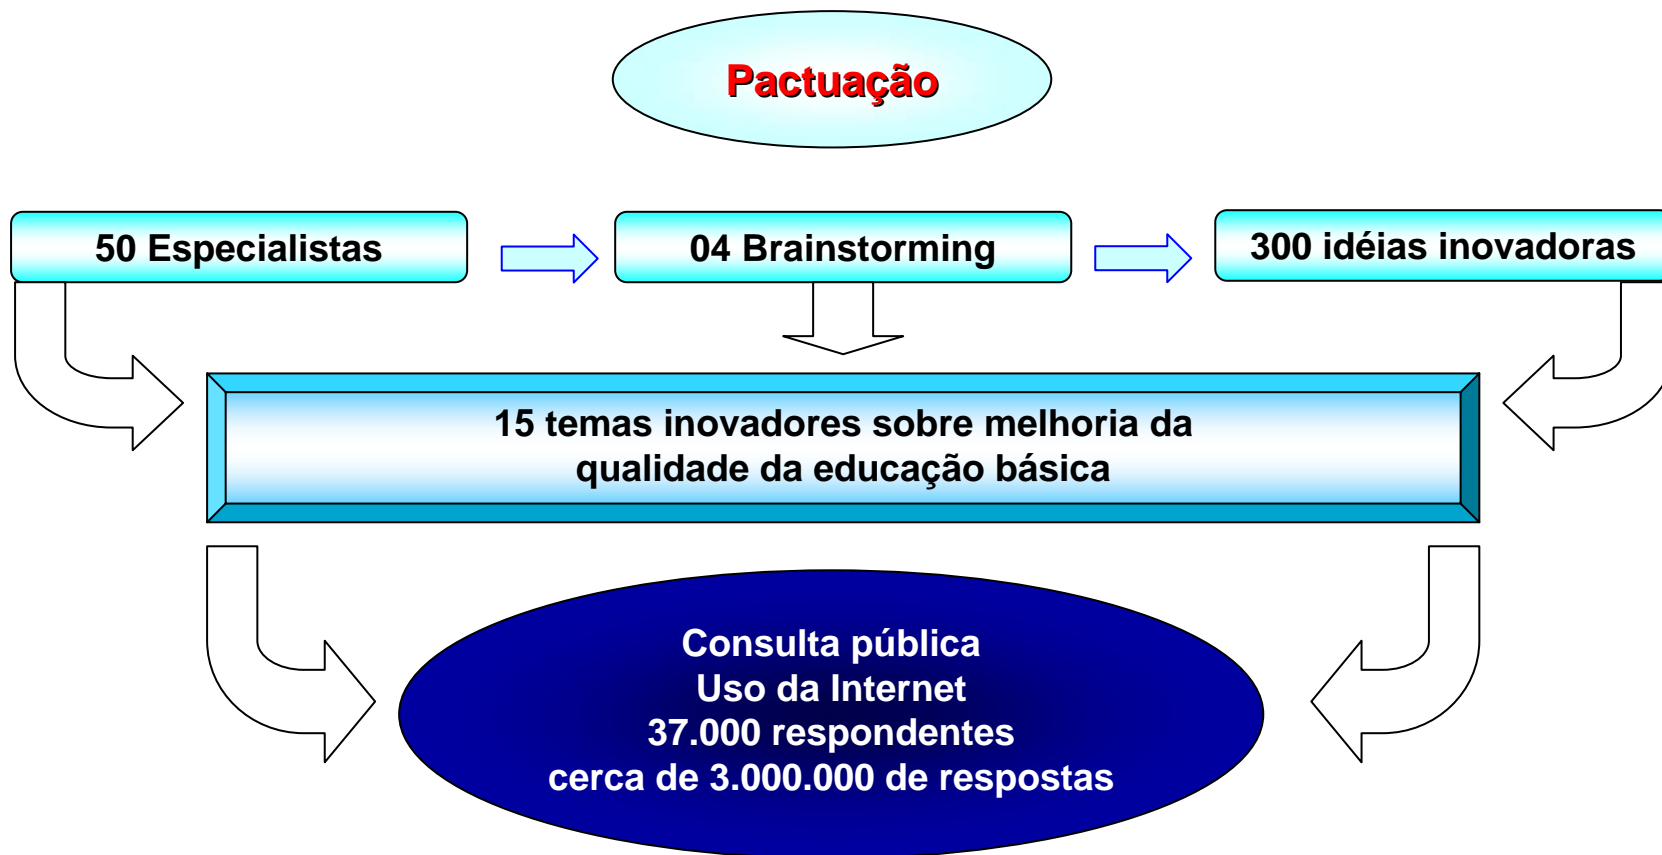 Pactuação
50 Especialistas
04 Brainstorming
300 idéias inovadoras
15 temas inovadores sobre melhoria da
qualidade da educação básica
Consulta pública
Uso da Internet
37.000 respondentes
cerca de 3.000.000 de respostas